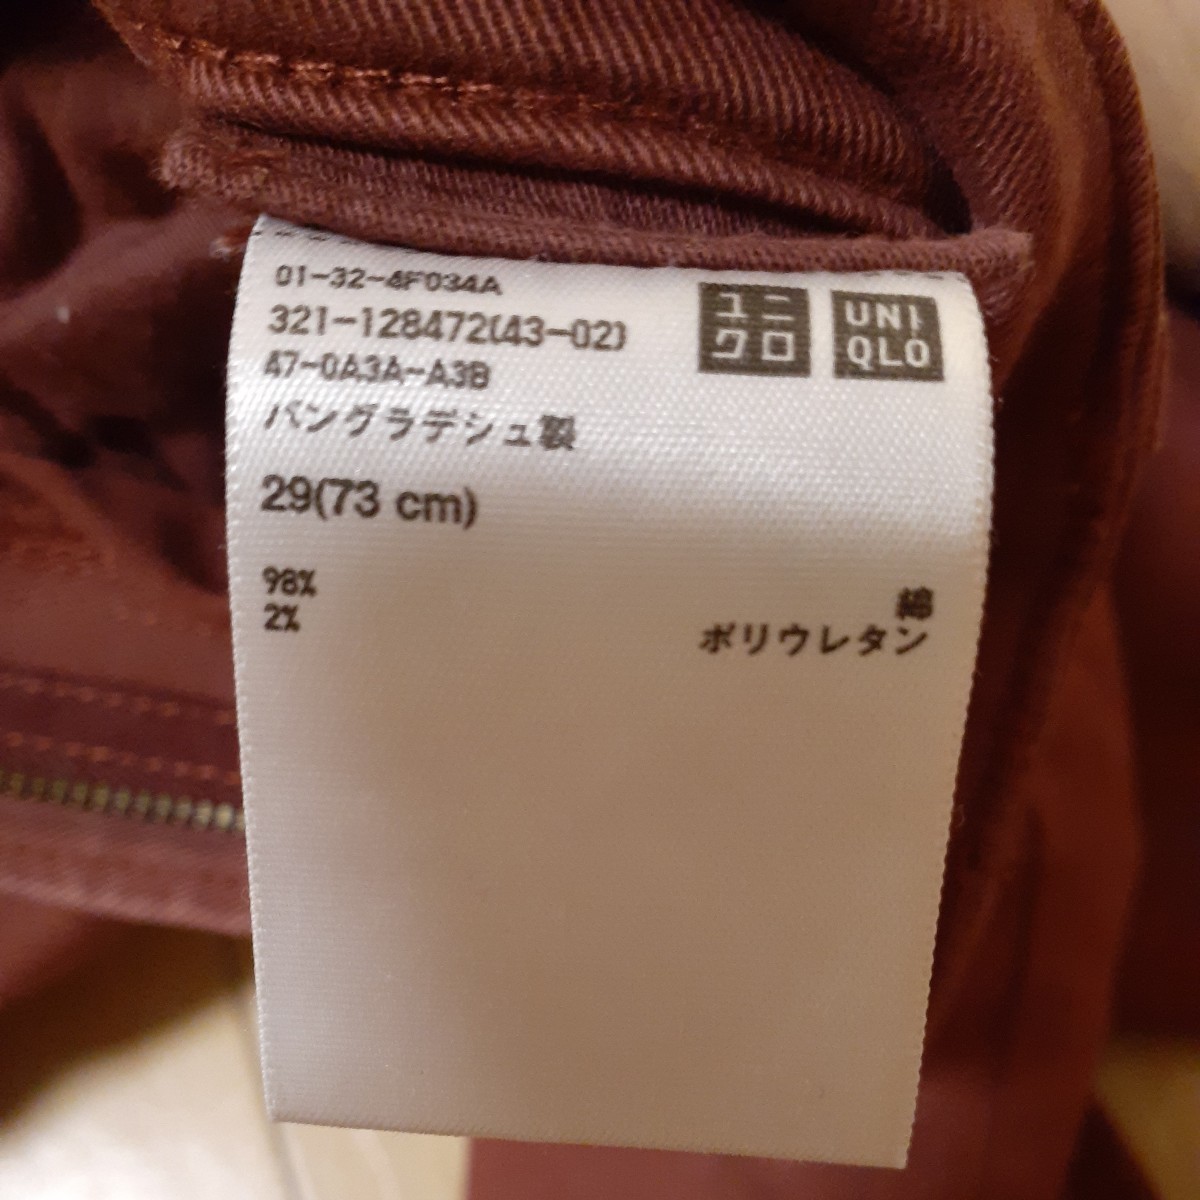 01-32-4F034A
321-128472(43-02)
47-0A3A-A3B
バングラデシュ製
ユニ
クロ
UNI
QLO
29(73 cm)
98% 綿
2% ポリウレタン